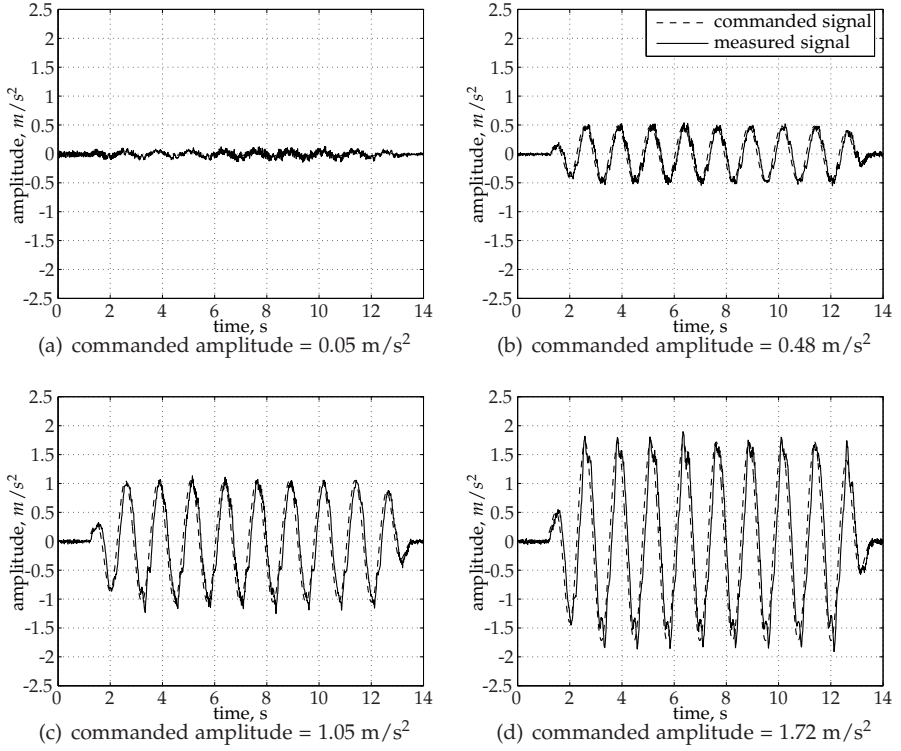 2.5
2
1.5
1
0.5
0
-0.5
-1
-1.5
-2
-2.5
amplitude, m/s²
0 2 4 6 8 10 12 14
time, s
(a) commanded amplitude = 0.05 m/s²
commanded signal
measured signal
2.5
2
1.5
1
0.5
0
-0.5
-1
-1.5
-2
-2.5
amplitude, m/s²
0 2 4 6 8 10 12 14
time, s
(b) commanded amplitude = 0.48 m/s²
2.5
2
1.5
1
0.5
0
-0.5
-1
-1.5
-2
-2.5
amplitude, m/s²
0 2 4 6 8 10 12 14
time, s
(c) commanded amplitude = 1.05 m/s²
2.5
2
1.5
1
0.5
0
-0.5
-1
-1.5
-2
-2.5
amplitude, m/s²
0 2 4 6 8 10 12 14
time, s
(d) commanded amplitude = 1.72 m/s²